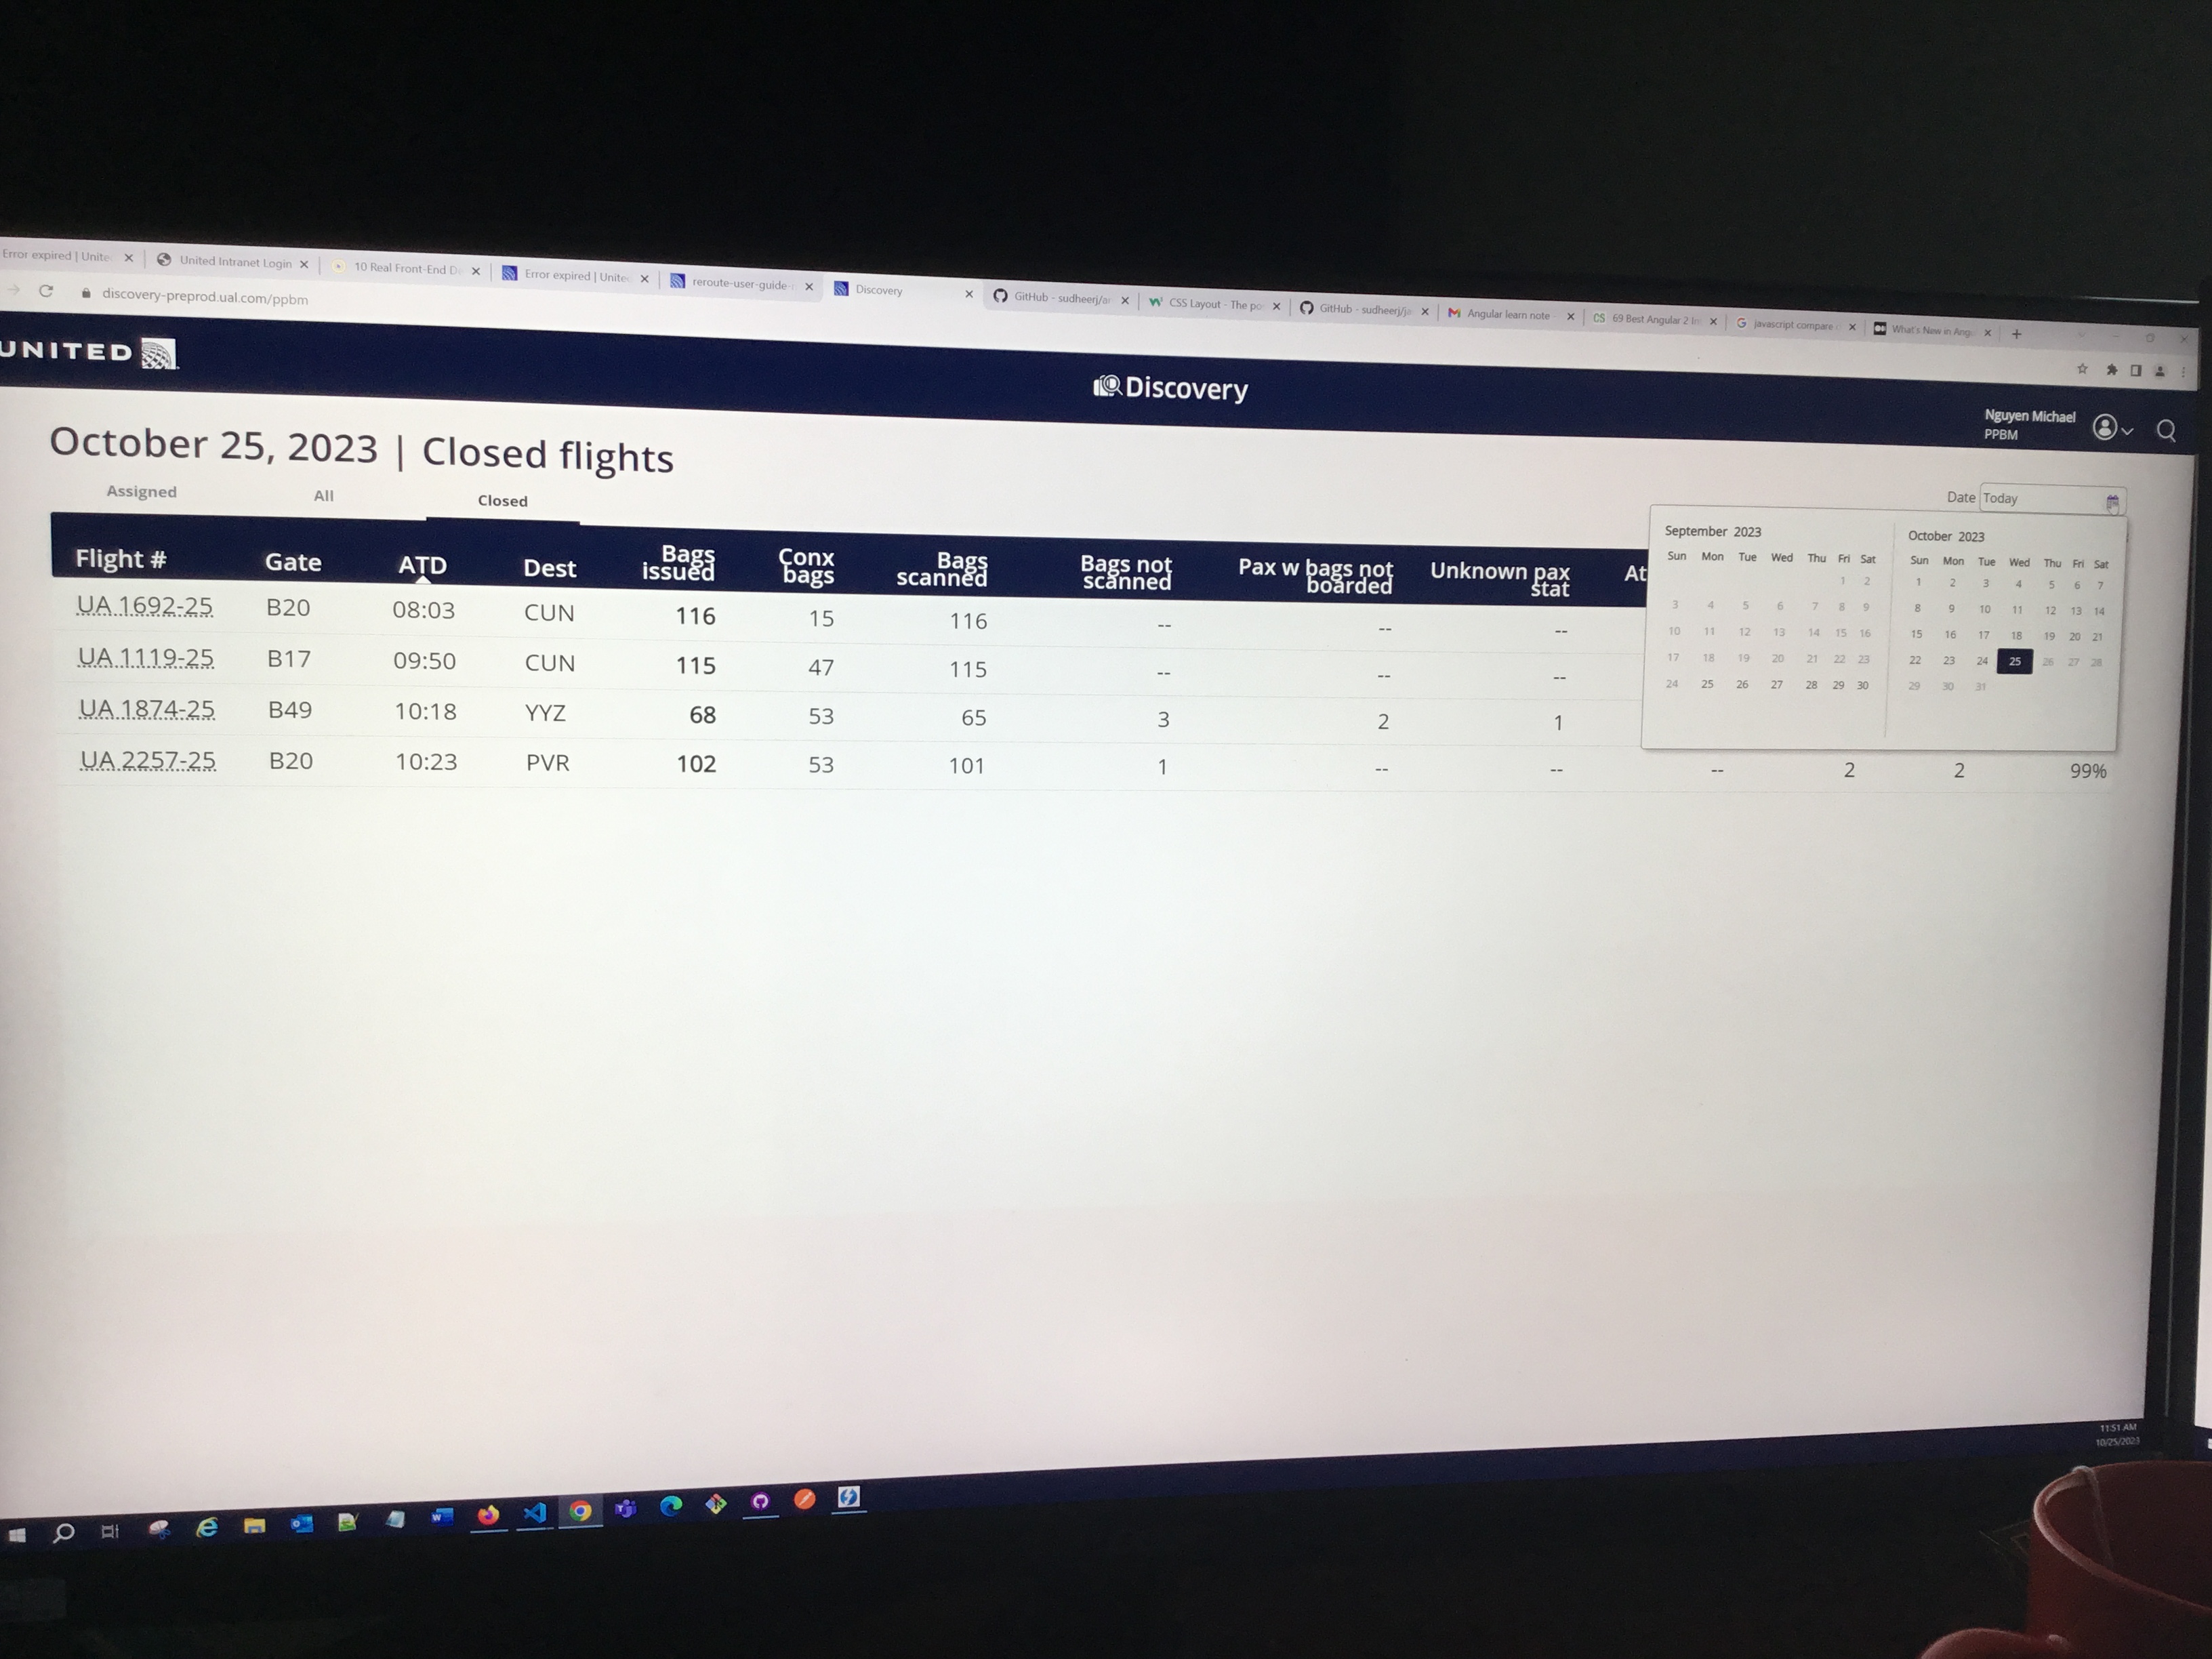 Error expired | Unite
United Intranet Login
10 Real Front-End D
Error expired | Unite
reroute-user-guide-
Discovery
GitHub - sudheerj/a
CSS Layout - The po
GitHub - sudheerj/ja
Angular learn note -
CS 69 Best Angular 2
javascript compare
What's New in Ang
discovery-preprod.ual.com/ppbm
UNITED
Discovery
Nguyen Michael
PPBM
October 25, 2023 | Closed flights
Assigned All Closed
Date Today
Flight # Gate ATD Dest Bags issued Conx bags Bags scanned Bags not scanned Pax w bags not boarded Unknown pax stat At
UA 1692-25 B20 08:03 CUN 116 15 116 -- -- --
UA 1119-25 B17 09:50 CUN 115 47 115 -- -- --
UA 1874-25 B49 10:18 YYZ 68 53 65 3 2 1
UA 2257-25 B20 10:23 PVR 102 53 101 1 -- -- -- 2 2 99%
September 2023
Sun Mon Tue Wed Thu Fri Sat
1 2
3 4 5 6 7 8 9
10 11 12 13 14 15 16
17 18 19 20 21 22 23
24 25 26 27 28 29 30
October 2023
Sun Mon Tue Wed Thu Fri Sat
1 2 3 4 5 6 7
8 9 10 11 12 13 14
15 16 17 18 19 20 21
22 23 24 25 26 27 28
29 30 31
11:51 AM
10/25/2023